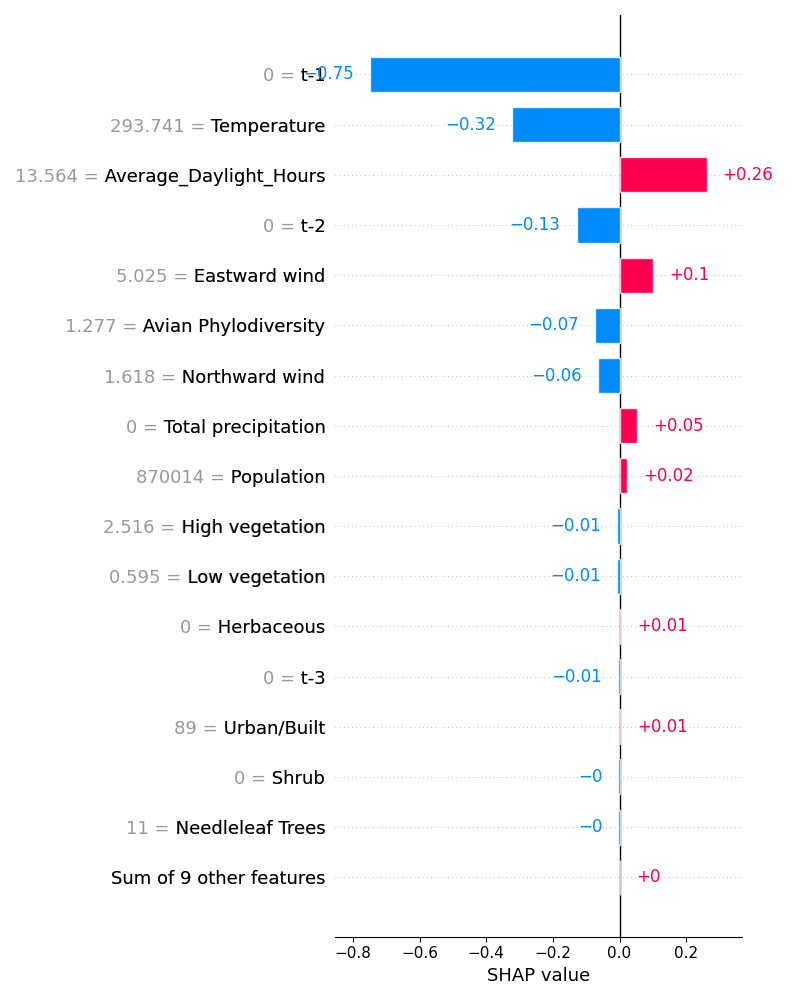 0 = t-1 −0.75
293.741 = Temperature −0.32
13.564 = Average_Daylight_Hours +0.26
0 = t-2 −0.13
5.025 = Eastward wind +0.1
1.277 = Avian Phylodiversity −0.07
1.618 = Northward wind −0.06
0 = Total precipitation +0.05
870014 = Population +0.02
2.516 = High vegetation −0.01
0.595 = Low vegetation −0.01
0 = Herbaceous +0.01
0 = t-3 −0.01
89 = Urban/Built +0.01
0 = Shrub −0
11 = Needleleaf Trees −0
Sum of 9 other features +0
−0.8 −0.6 −0.4 −0.2 0.0 0.2
SHAP value